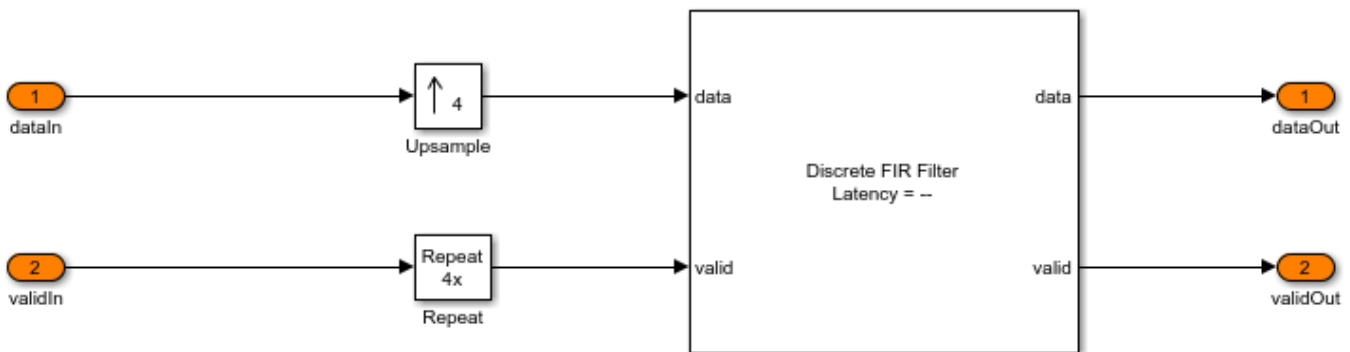 1
dataIn
↑ 4
Upsample
data
data
1
dataOut
Discrete FIR Filter
Latency = --
2
validIn
Repeat
4x
Repeat
valid
valid
2
validOut